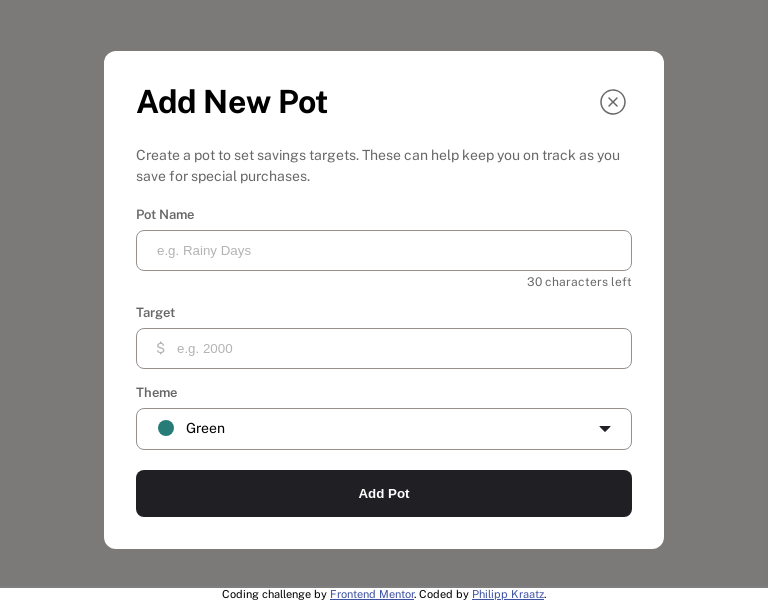 Add New Pot
Create a pot to set savings targets. These can help keep you on track as you
save for special purchases.
Pot Name
e.g. Rainy Days
30 characters left
Target
$ e.g. 2000
Theme
Green
Add Pot
Coding challenge by Frontend Mentor. Coded by Philipp Kraatz.